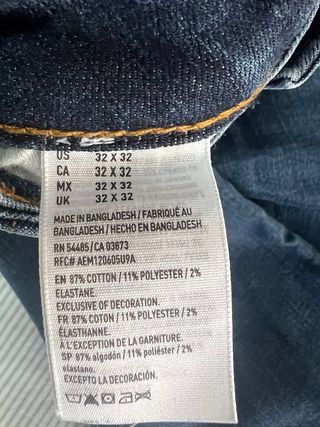 US 32 X 32
CA 32 X 32
MX 32 X 32
UK 32 X 32
MADE IN BANGLADESH / FABRIQUÉ AU
BANGLADESH / HECHO EN BANGLADESH
RN 54485 / CA 03873
RFC# AEM120605U9A
EN: 87% COTTON / 11% POLYESTER / 2%
ELASTANE.
EXCLUSIVE OF DECORATION.
FR: 87% COTON / 11% POLYESTER / 2%
ÉLASTHANNE.
À L'EXCEPTION DE LA GARNITURE.
SP: 87% algodón / 11% poliéster / 2%
elastano.
EXCEPTO LA DECORACIÓN.